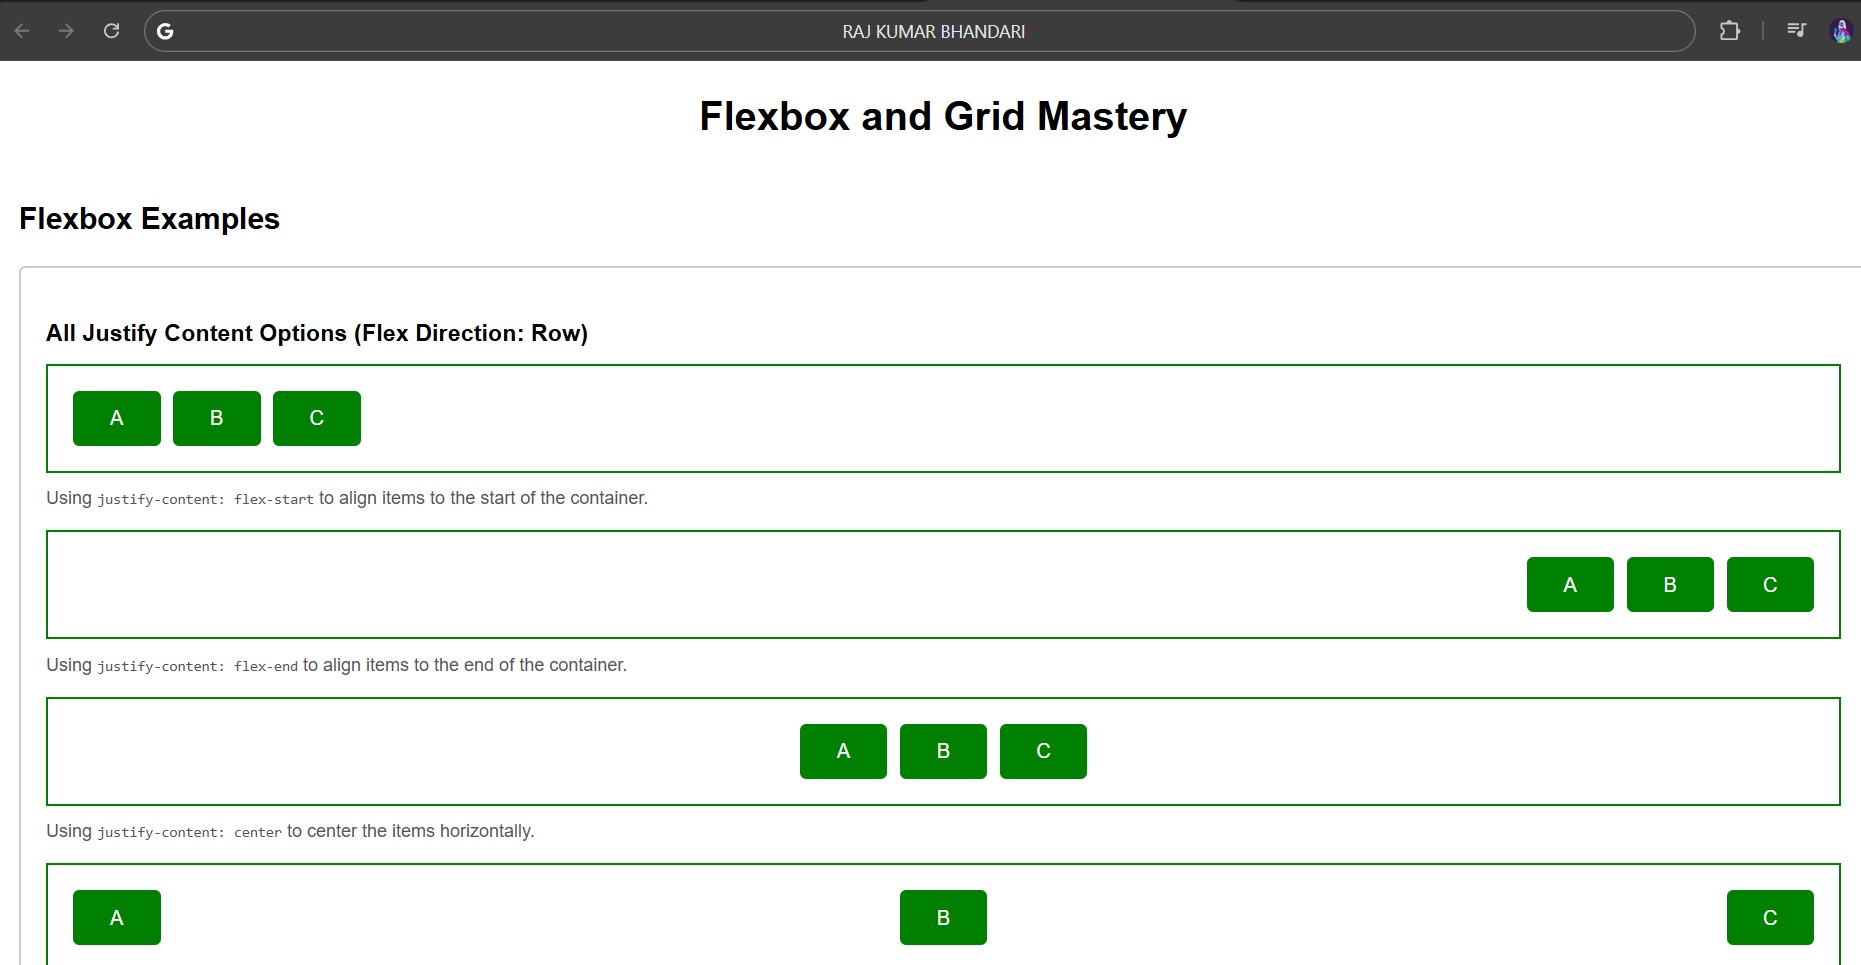 RAJ KUMAR BHANDARI
Flexbox and Grid Mastery
Flexbox Examples
All Justify Content Options (Flex Direction: Row)
A B C
Using justify-content: flex-start to align items to the start of the container.
A B C
Using justify-content: flex-end to align items to the end of the container.
A B C
Using justify-content: center to center the items horizontally.
A B C